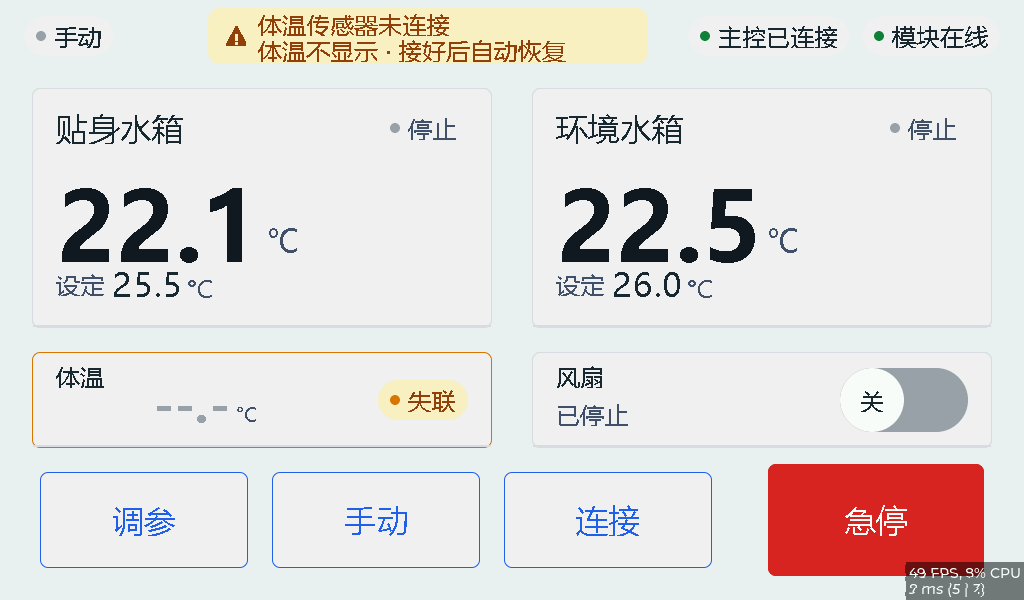 手动
体温传感器未连接
体温不显示 · 接好后自动恢复
主控已连接
模块在线
贴身水箱
停止
22.1 °C
设定 25.5 °C
环境水箱
停止
22.5 °C
设定 26.0 °C
体温
--.- °C
失联
风扇
已停止
关
调参
手动
连接
急停
49 FPS, 9% CPU